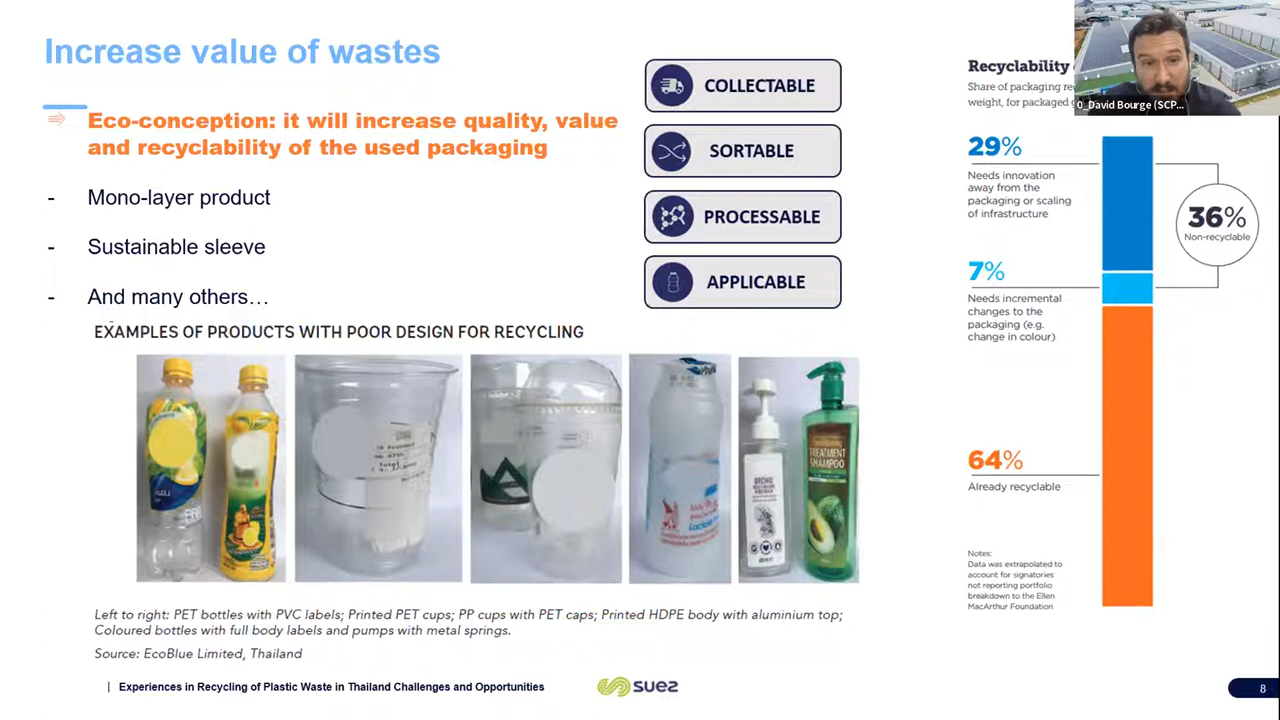 Increase value of wastes
Eco-conception: it will increase quality, value
and recyclability of the used packaging
- Mono-layer product
- Sustainable sleeve
- And many others…
COLLECTABLE
SORTABLE
PROCESSABLE
APPLICABLE
EXAMPLES OF PRODUCTS WITH POOR DESIGN FOR RECYCLING
TREATMENT
SHAMPOO
Left to right: PET bottles with PVC labels; Printed PET cups; PP cups with PET caps; Printed HDPE body with aluminium top;
Coloured bottles with full body labels and pumps with metal springs.
Source: EcoBlue Limited, Thailand
Recyclability
Share of packaging
weight, for packaged
0_David Bourge (SCP...
29%
Needs innovation
away from the
packaging or scaling
of infrastructure
36%
Non-recyclable
7%
Needs incremental
changes to the
packaging (e.g.
change in colour)
64%
Already recyclable
Notes:
Data was extrapolated to
account for signatories
not reporting portfolio
breakdown to the Ellen
MacArthur Foundation
| Experiences in Recycling of Plastic Waste in Thailand Challenges and Opportunities
suez
8